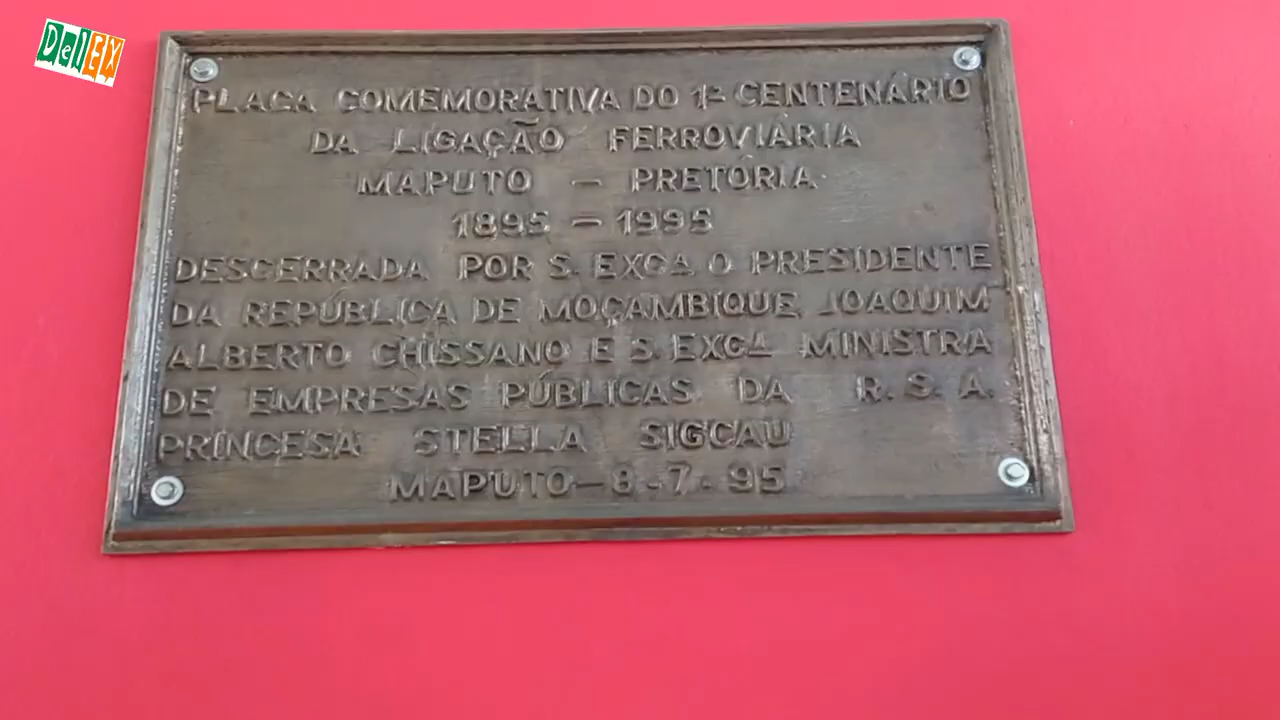 DelEX
PLACA COMEMORATIVA DO 1º CENTENÁRIO
DA LIGAÇÃO FERROVIÁRIA
MAPUTO - PRETÓRIA
1895 - 1995
DESCERRADA POR S. EXCª O PRESIDENTE
DA REPÚBLICA DE MOÇAMBIQUE JOAQUIM
ALBERTO CHISSANO E S. EXCª MINISTRA
DE EMPRESAS PÚBLICAS DA R. S. A.
PRINCESA STELLA SIGCAU
MAPUTO - 8 - 7 - 95